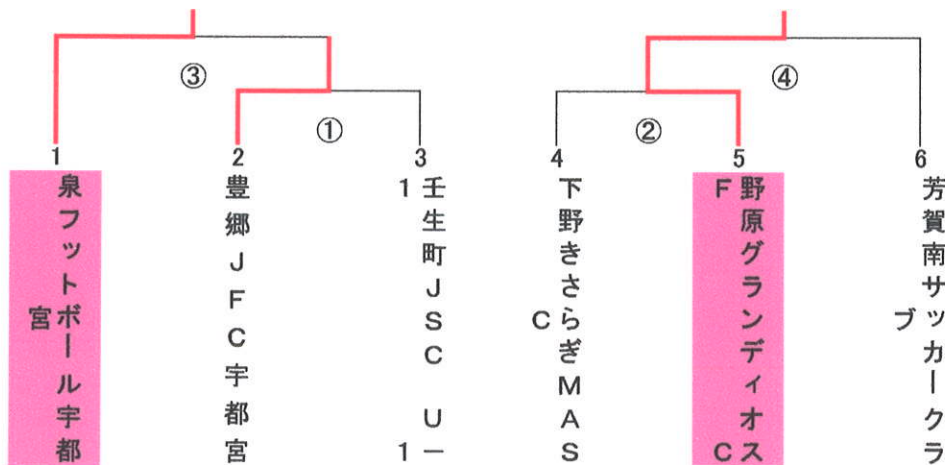 ③
④
①
②
1
2
3
4
5
6
泉フットボール宇都宮
豊郷JFC宇都宮
壬生町JSC U－11
下野きさらぎMASC
野原グランディオスFC
芳賀南サッカークラブ